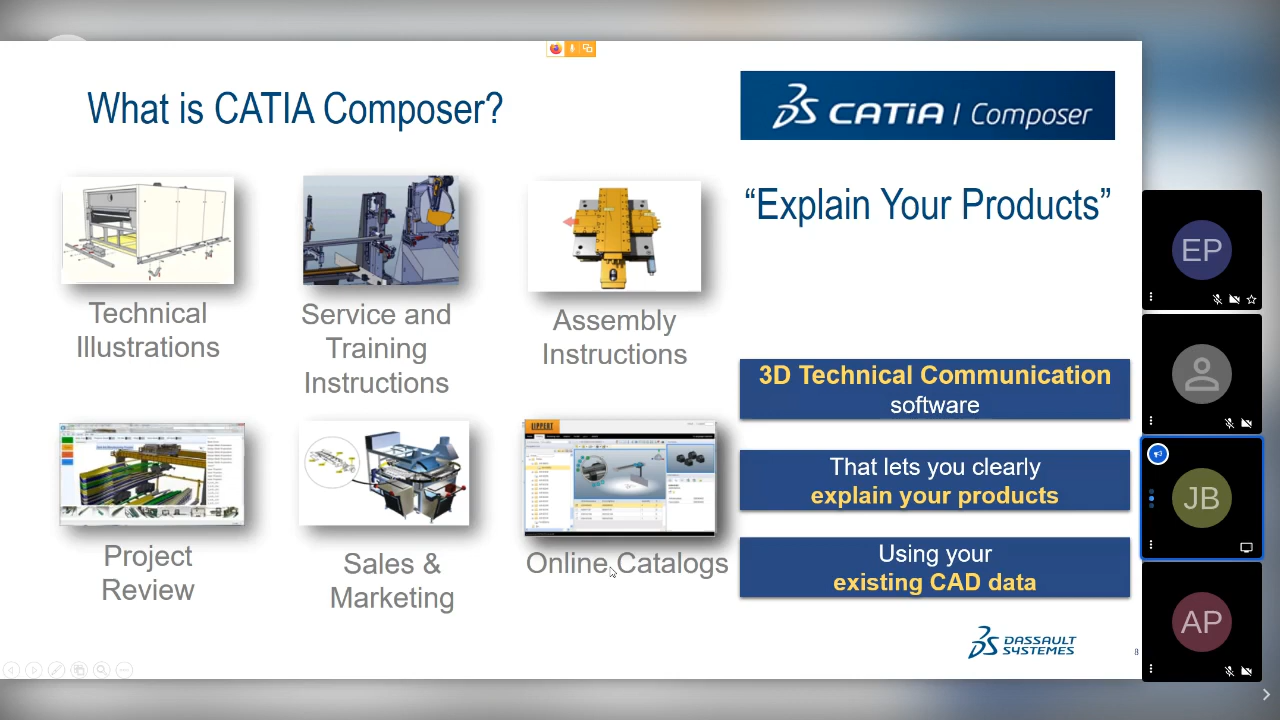 What is CATIA Composer?
CATIA | Composer
"Explain Your Products"
Technical
Illustrations
Service and
Training
Instructions
Assembly
Instructions
3D Technical Communication
software
That lets you clearly
explain your products
Using your
existing CAD data
LIPPERT
Project
Review
Sales &
Marketing
Online Catalogs
DASSAULT
SYSTEMES
8
EP
JB
AP